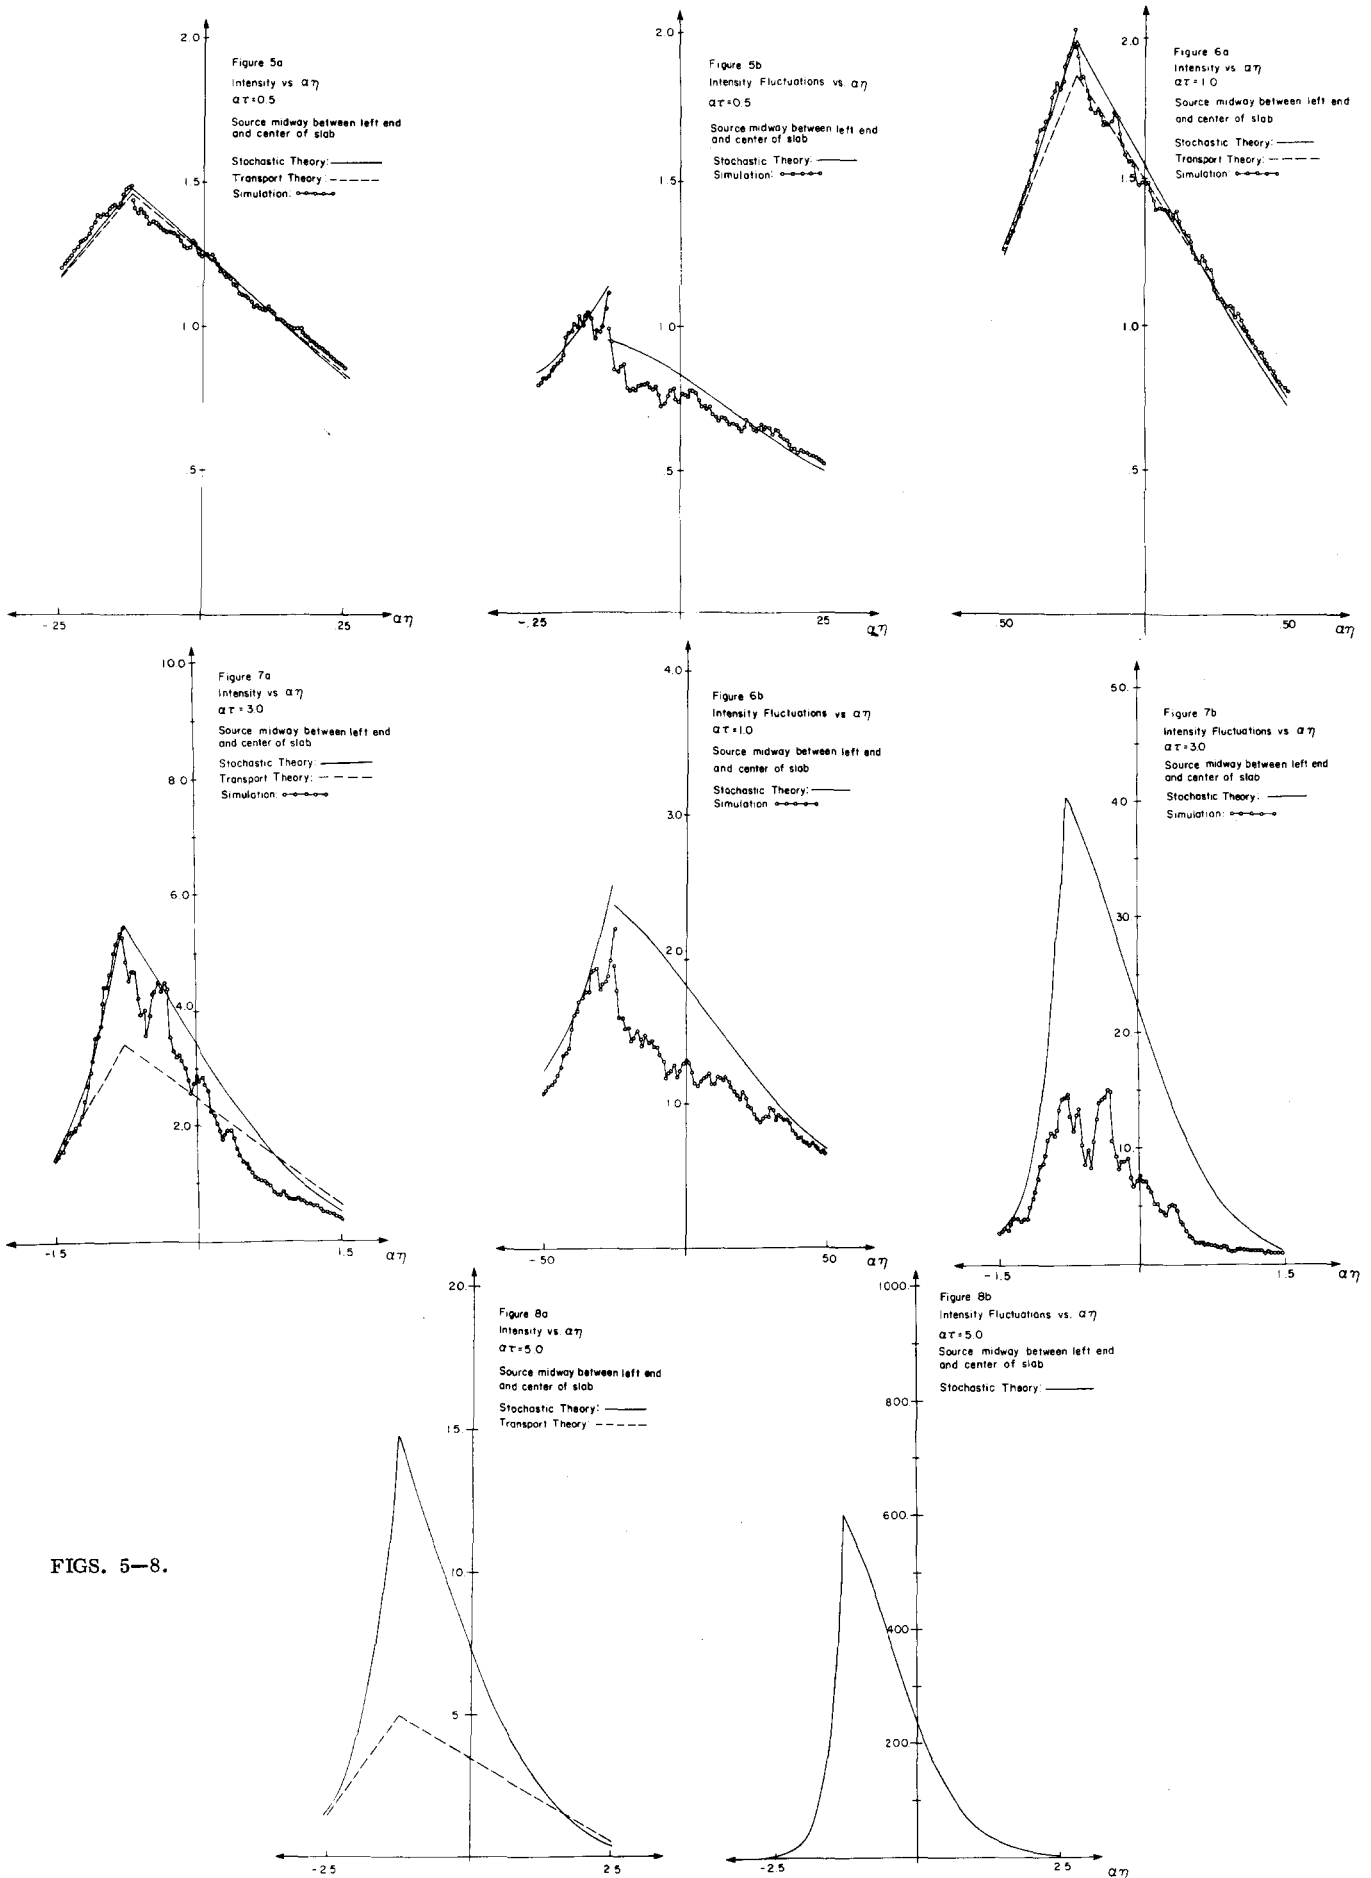 Figure 5a
Intensity vs αη
ατ=0.5
Source midway between left end
and center of slab
Stochastic Theory:
Transport Theory:
Simulation:
2.0
1.5
1.0
.5
-.25
.25
αη
Figure 5b
Intensity Fluctuations vs. αη
ατ=0.5
Source midway between left end
and center of slab
Stochastic Theory:
Simulation:
2.0
1.5
1.0
.5
-.25
.25
αη
Figure 6a
Intensity vs αη
ατ=1.0
Source midway between left end
and center of slab
Stochastic Theory:
Transport Theory:
Simulation:
2.0
1.5
1.0
.5
.50
.50
αη
Figure 7a
Intensity vs αη
ατ=3.0
Source midway between left end
and center of slab
Stochastic Theory:
Transport Theory:
Simulation:
10.0
8.0
6.0
4.0
2.0
-1.5
1.5
αη
Figure 6b
Intensity Fluctuations vs αη
ατ=1.0
Source midway between left end
and center of slab
Stochastic Theory:
Simulation
4.0
3.0
2.0
1.0
-.50
.50
αη
Figure 7b
Intensity Fluctuations vs αη
ατ=3.0
Source midway between left end
and center of slab
Stochastic Theory:
Simulation:
50.
40
30
20
10.
-1.5
1.5
αη
Figure 8a
Intensity vs. αη
ατ=5.0
Source midway between left end
and center of slab
Stochastic Theory:
Transport Theory:
20.
15.
10.
5
-2.5
2.5
Figure 8b
Intensity Fluctuations vs. αη
ατ=5.0
Source midway between left end
and center of slab
Stochastic Theory:
1000.
800.
600.
400.
200.
-2.5
2.5
αη
FIGS. 5—8.